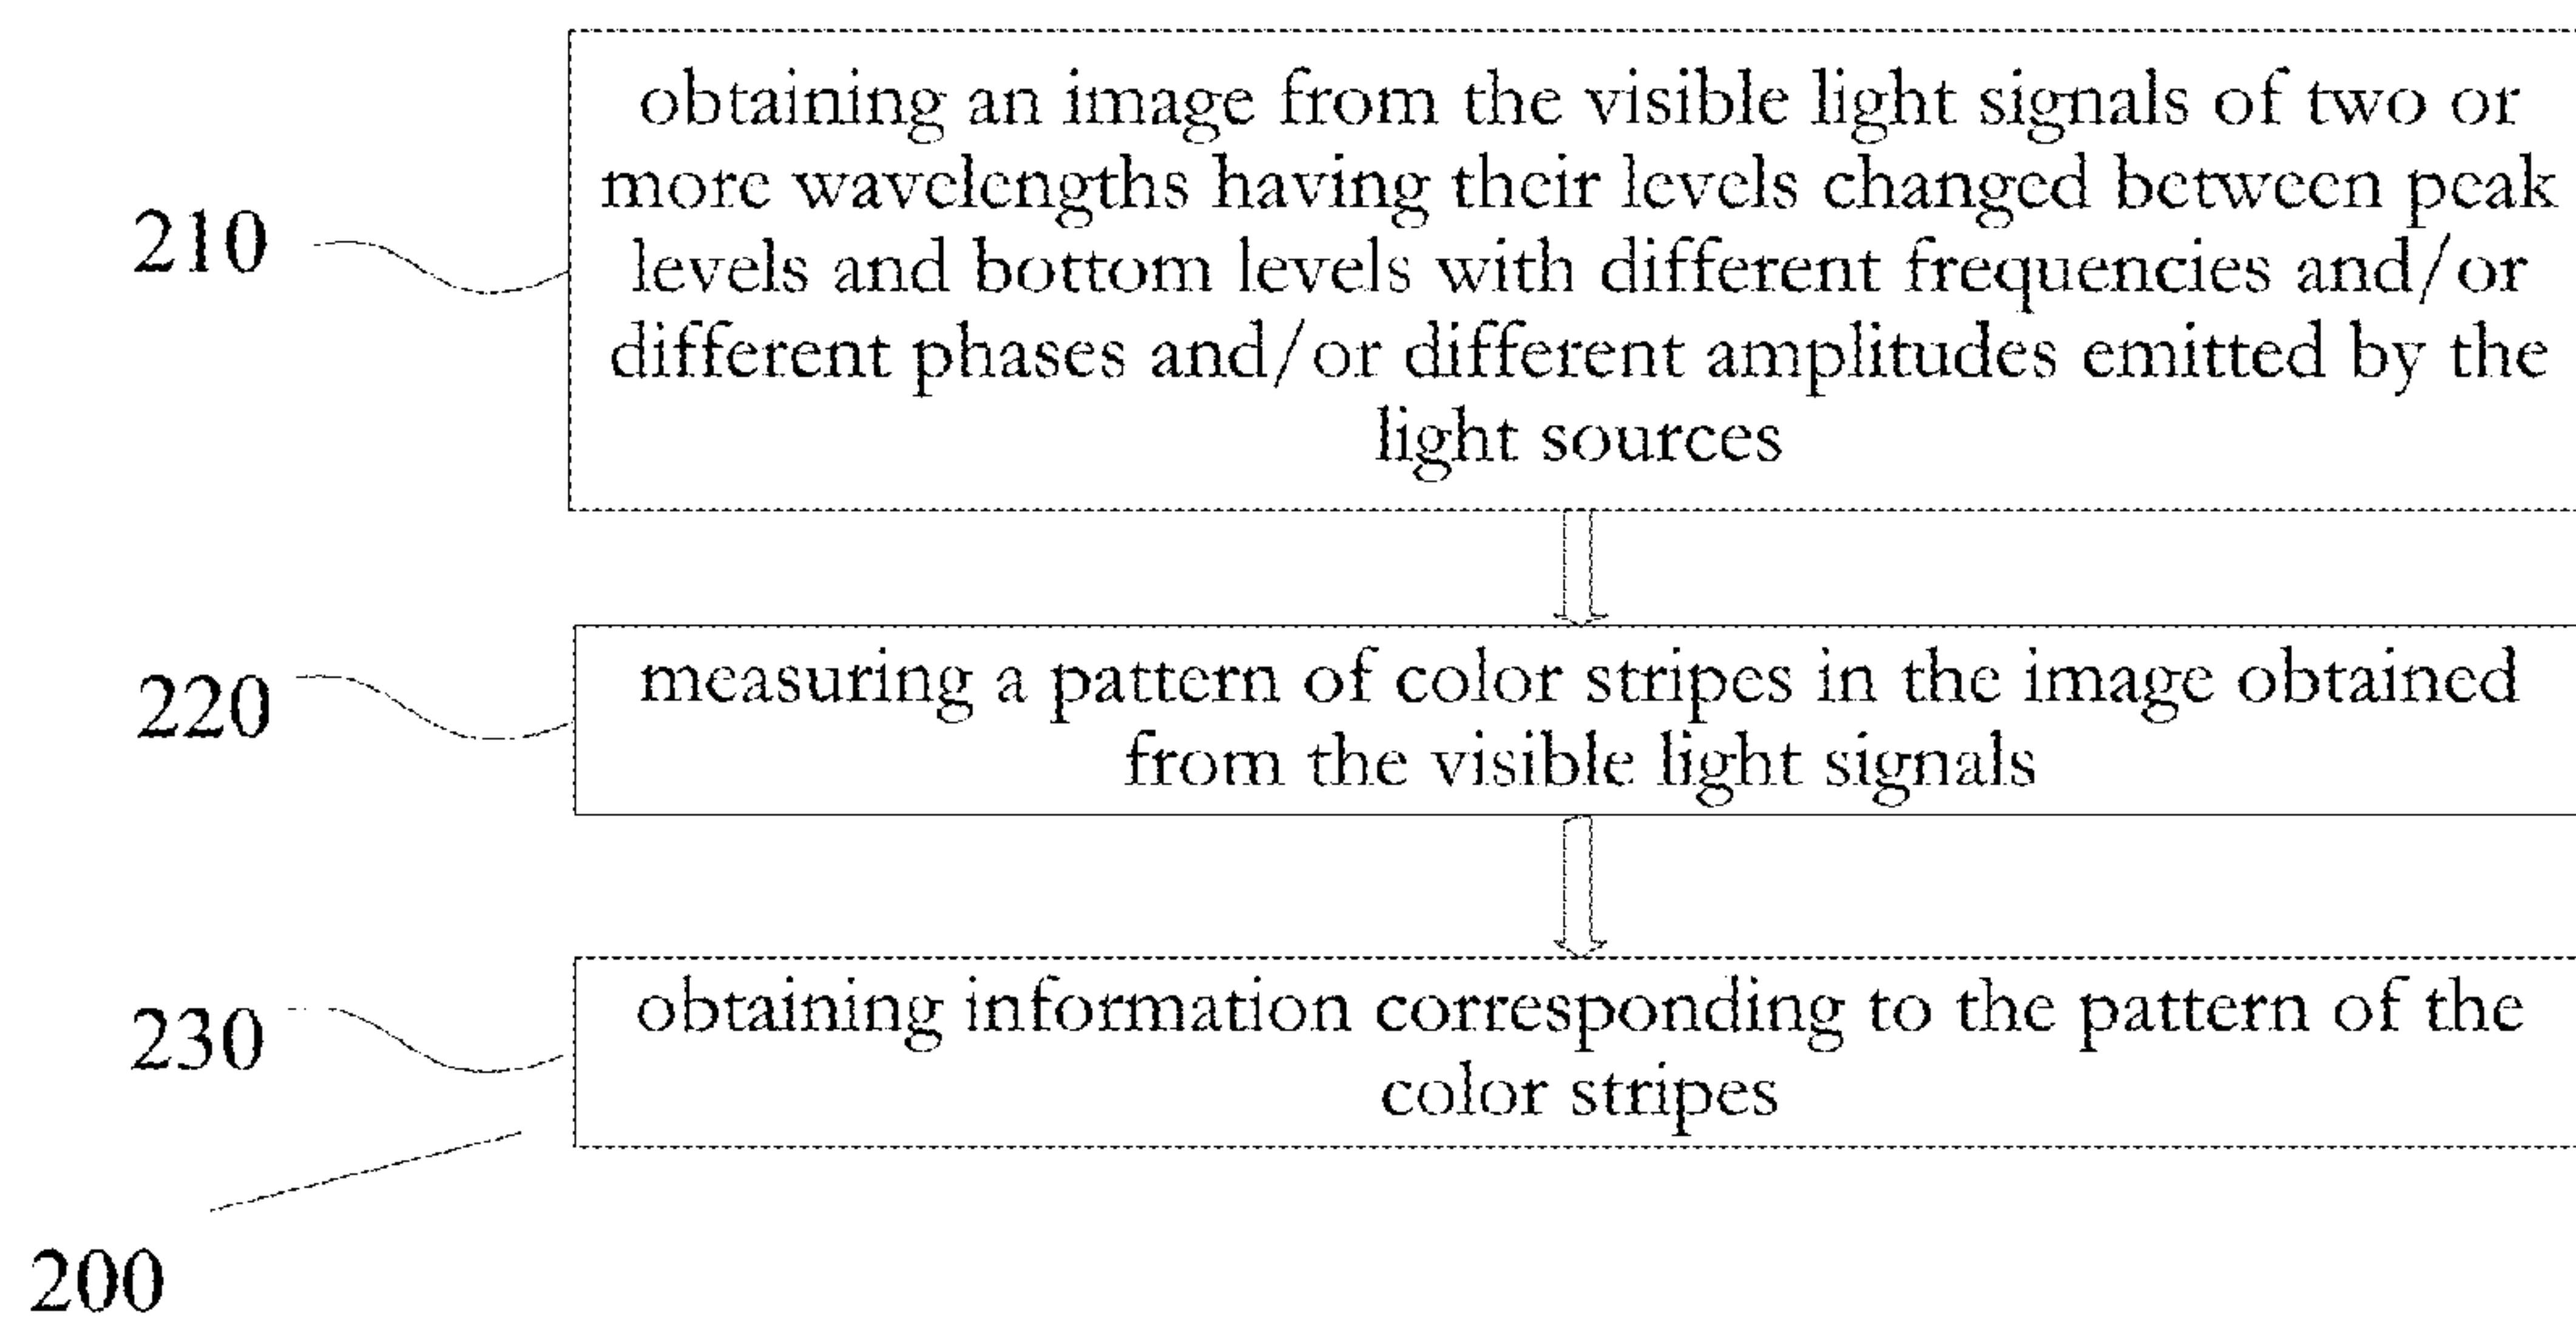 obtaining an image from the visible light signals of two or
more wavelengths having their levels changed between peak
210
levels and bottom levels with different frequencies and/or
different phases and/or different amplitudes emitted by the
light sources
220
measuring a pattern of color stripes in the image obtained
from the visible light signals
230
obtaining information corresponding to the pattern of the
color stripes
200